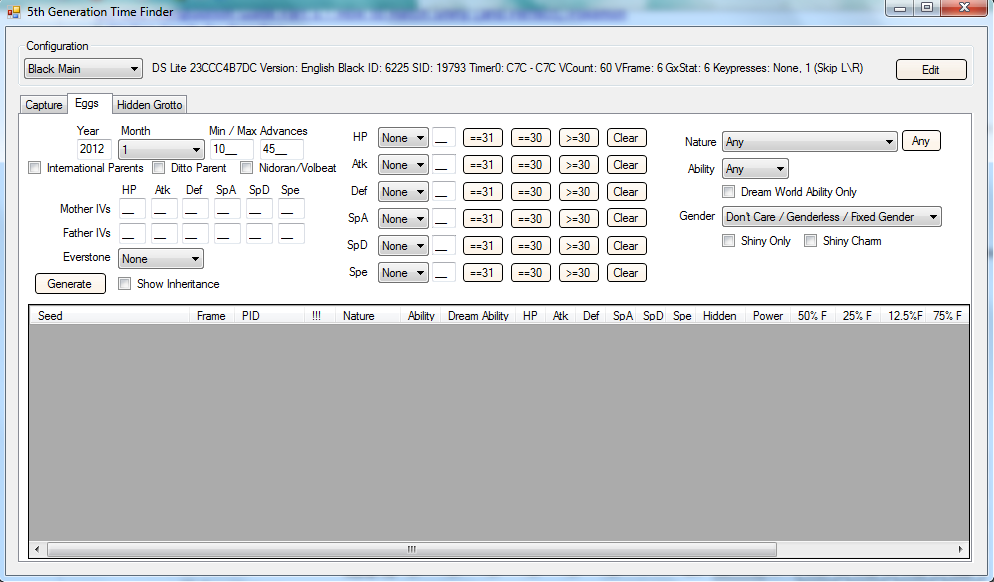 5th Generation Time Finder
Configuration
Black Main DS Lite 23CCC4B7DC Version: English Black ID: 6225 SID: 19793 Timer0: C7C - C7C VCount: 60 VFrame: 6 GxStat: 6 Keypresses: None, 1 (Skip L\R) Edit
Capture Eggs Hidden Grotto
Year Month Min / Max Advances
2012 1 10__ 45__
International Parents Ditto Parent Nidoran/Volbeat
HP Atk Def SpA SpD Spe
Mother IVs __ __ __ __ __ __
Father IVs __ __ __ __ __ __
Everstone None
Generate Show Inheritance
HP None __ ==31 ==30 >=30 Clear
Atk None __ ==31 ==30 >=30 Clear
Def None __ ==31 ==30 >=30 Clear
SpA None __ ==31 ==30 >=30 Clear
SpD None __ ==31 ==30 >=30 Clear
Spe None __ ==31 ==30 >=30 Clear
Nature Any Any
Ability Any
Dream World Ability Only
Gender Don't Care / Genderless / Fixed Gender
Shiny Only Shiny Charm
Seed Frame PID !!! Nature Ability Dream Ability HP Atk Def SpA SpD Spe Hidden Power 50% F 25% F 12.5%F 75% F